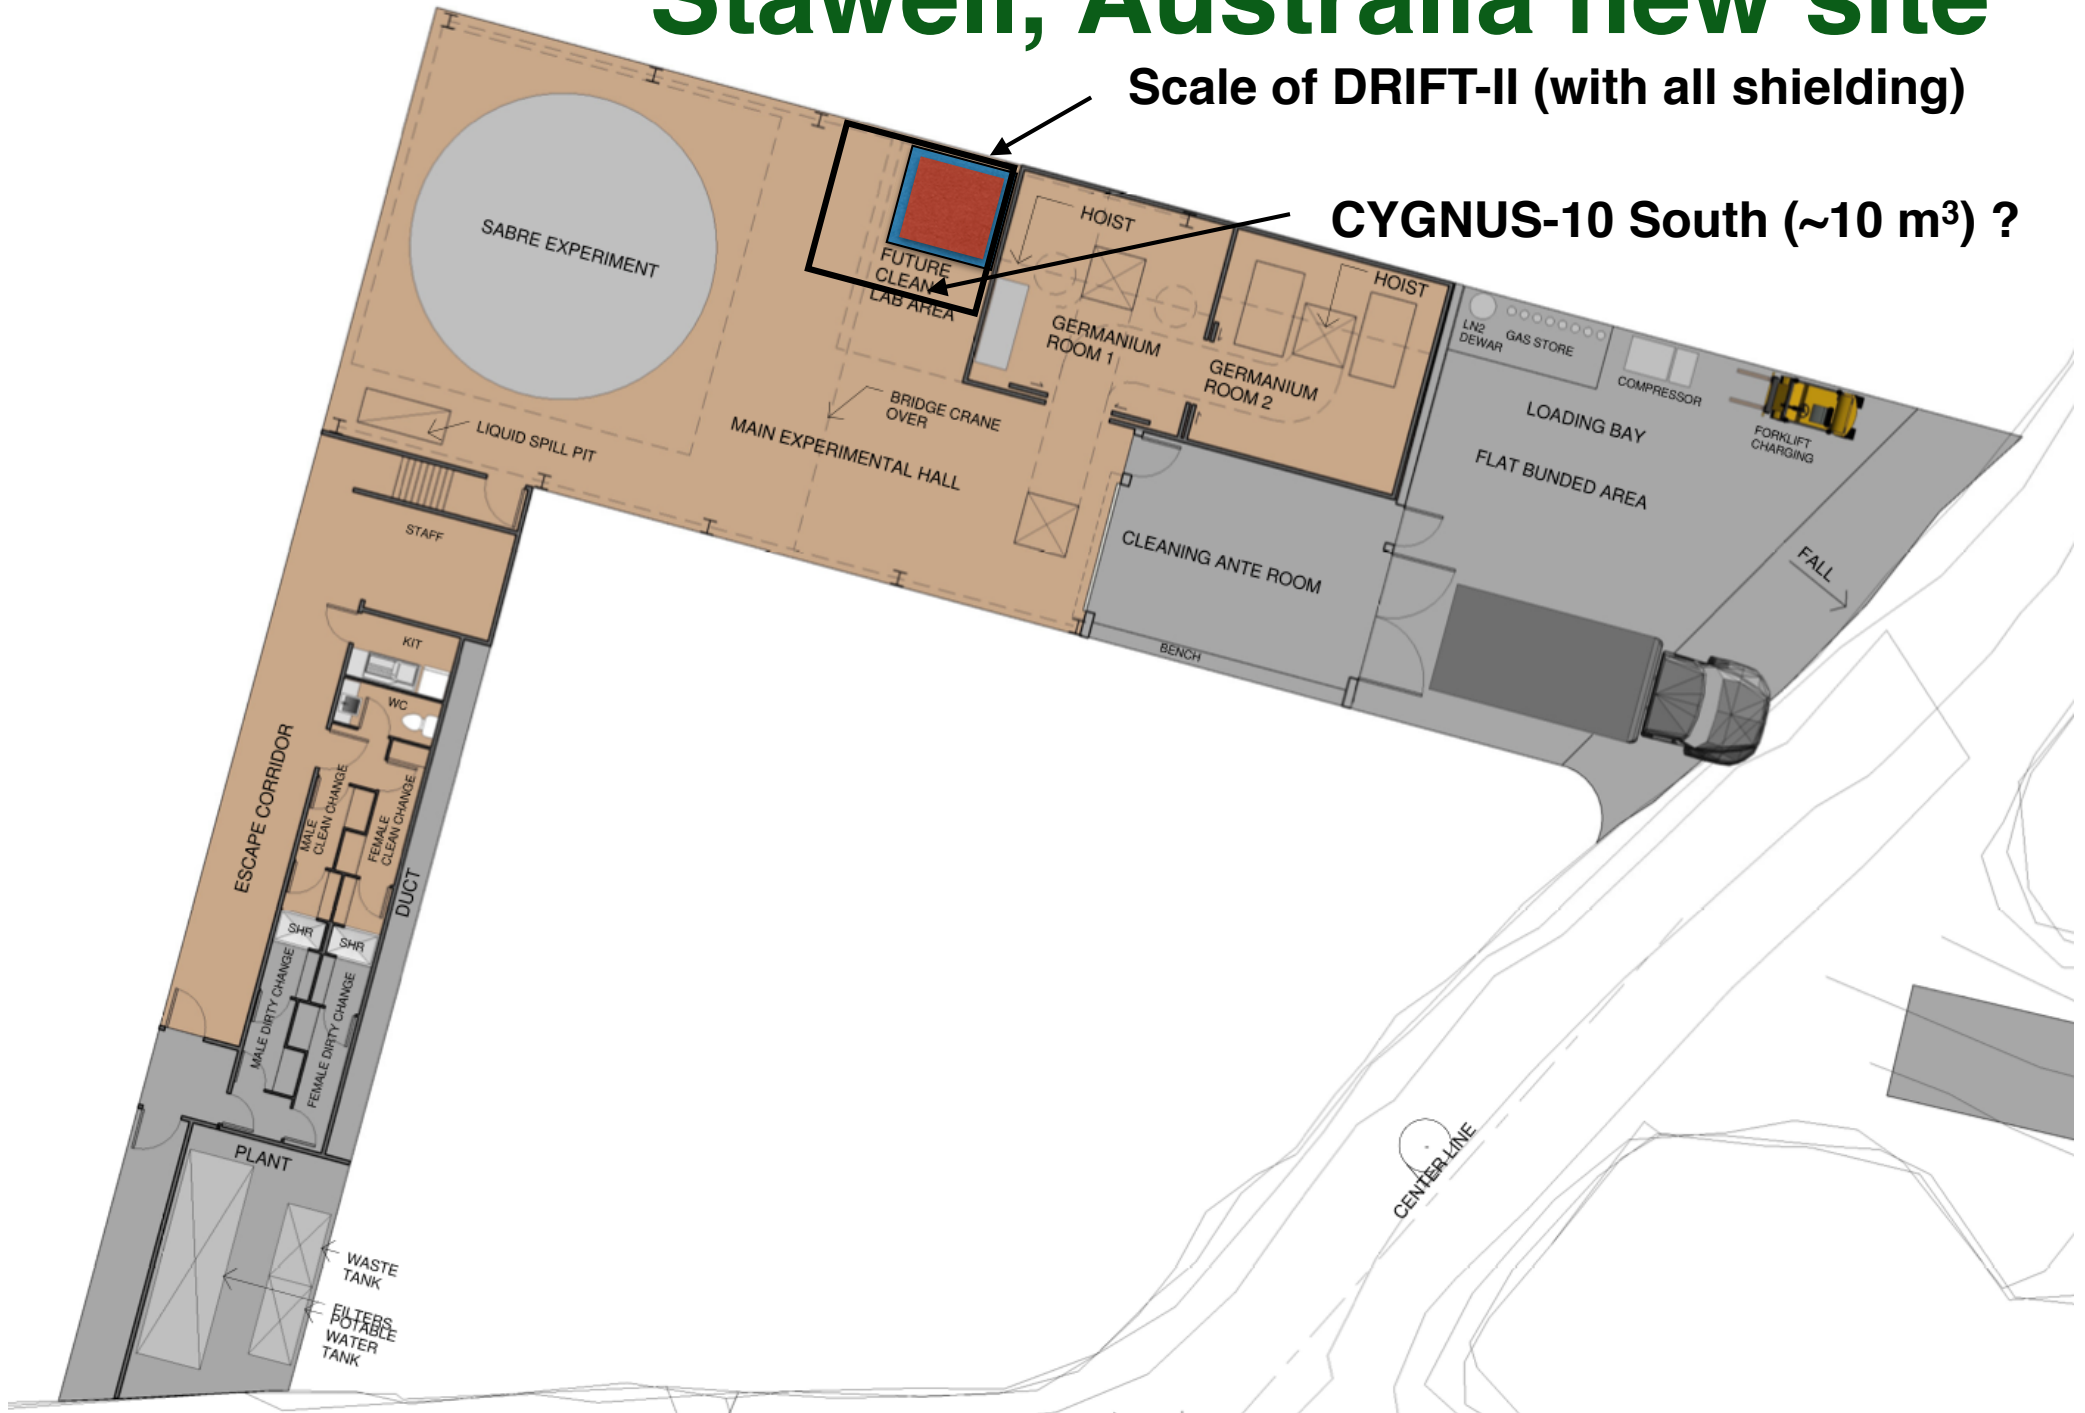 Stawell, Australia new site
Scale of DRIFT-II (with all shielding)
CYGNUS-10 South (~10 m³) ?
SABRE EXPERIMENT
FUTURE
CLEAN
LAB AREA
HOIST
GERMANIUM
ROOM 1
HOIST
GERMANIUM
ROOM 2
LN2
DEWAR
GAS STORE
COMPRESSOR
FORKLIFT
CHARGING
LOADING BAY
FLAT BUNDED AREA
FALL
BRIDGE CRANE
OVER
MAIN EXPERIMENTAL HALL
LIQUID SPILL PIT
CLEANING ANTE ROOM
BENCH
STAFF
KIT
WC
ESCAPE CORRIDOR
MALE
CLEAN CHANGE
FEMALE
CLEAN CHANGE
DUCT
SHR
SHR
MALE DIRTY CHANGE
FEMALE DIRTY CHANGE
PLANT
WASTE
TANK
FILTERS
POTABLE
WATER
TANK
CENTER LINE